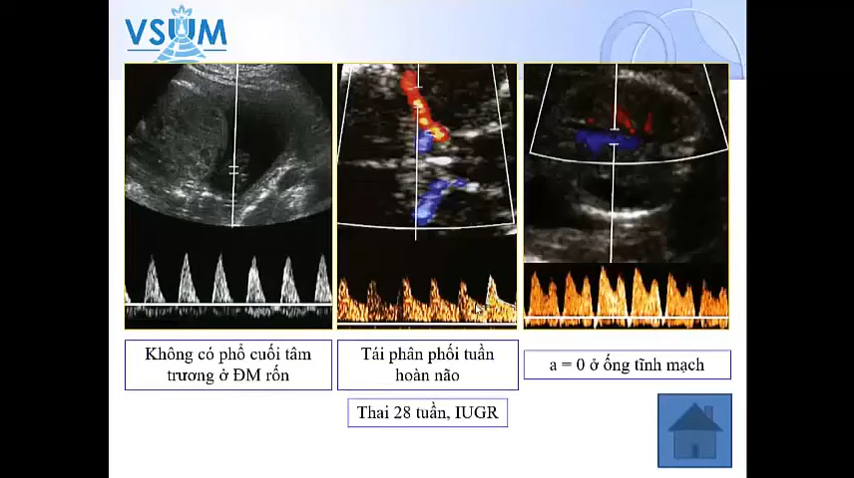 VSUM
Không có phổ cuối tâm
trương ở ĐM rốn
Tái phân phối tuần
hoàn não
a = 0 ở ống tĩnh mạch
Thai 28 tuần, IUGR